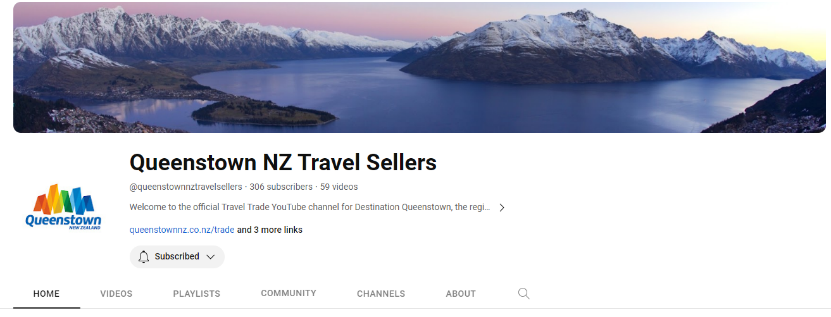 Queenstown NZ Travel Sellers
@queenstownnztravelsellers · 306 subscribers · 59 videos
Welcome to the official Travel Trade YouTube channel for Destination Queenstown, the regi...
queenstownnz.co.nz/trade and 3 more links
Queenstown
NEW ZEALAND
Subscribed
HOME VIDEOS PLAYLISTS COMMUNITY CHANNELS ABOUT